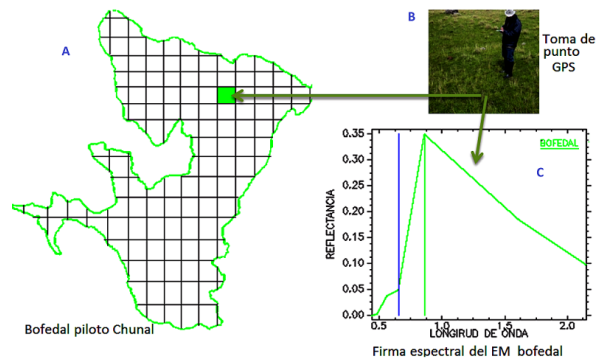 A
B
Toma de
punto
GPS
Bofedal piloto Chunal
BOFEDAL
C
REFLECTANCIA
0.35
0.30
0.25
0.20
0.15
0.10
0.05
0.00
0.5
1.0
1.5
2.0
LONGIRUD DE ONDA
Firma espectral del EM bofedal